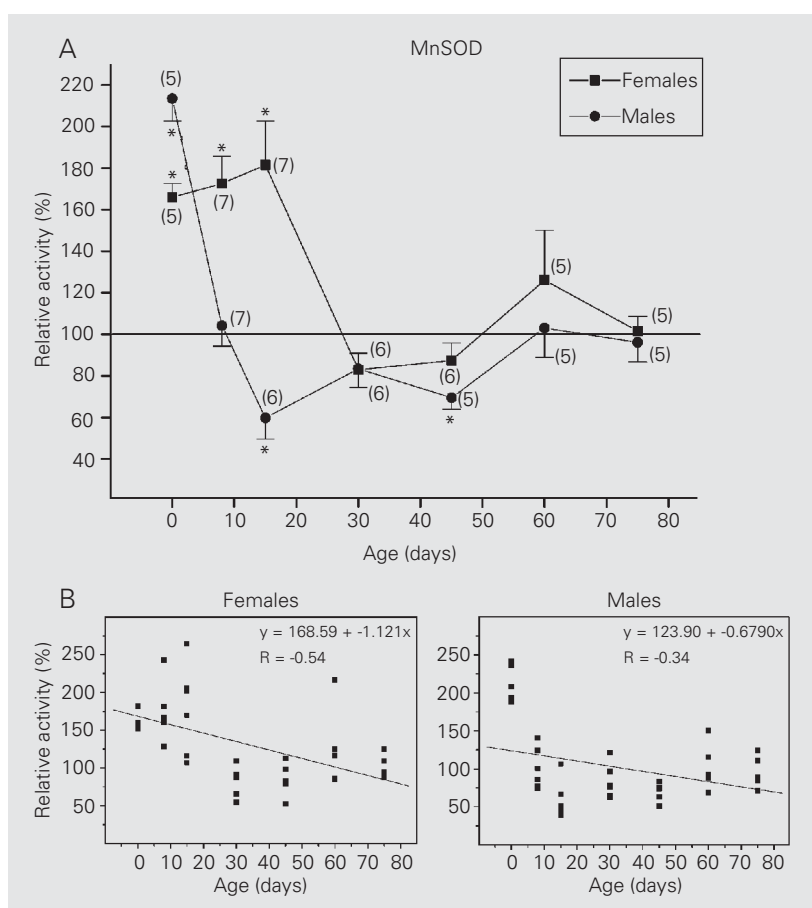 A
MnSOD
Females
Males
Relative activity (%)
220
200
180
160
140
120
100
80
60
40
(5)
*
*
(5)
*
(7)
*
(7)
(7)
(6)
*
(6)
(6)
(6)
(5)
*
(5)
(5)
(5)
(5)
0 10 20 30 40 50 60 70 80
Age (days)
B
Females
y = 168.59 + -1.121x
R = -0.54
Relative activity (%)
250
200
150
100
50
0 10 20 30 40 50 60 70 80
Age (days)
Males
y = 123.90 + -0.6790x
R = -0.34
250
200
150
100
50
0 10 20 30 40 50 60 70 80
Age (days)